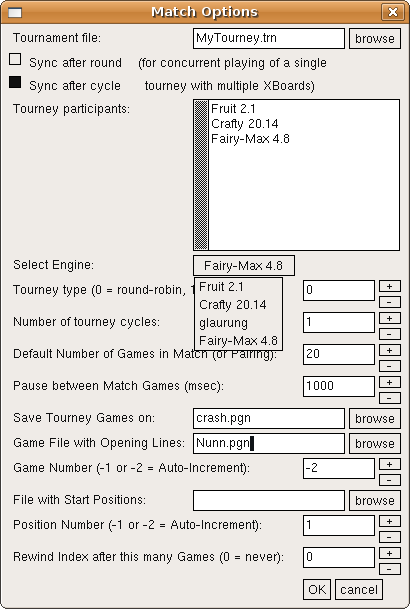 Match Options
Tournament file: MyTourney.trn browse
Sync after round (for concurrent playing of a single
Sync after cycle tourney with multiple XBoards)
Tourney participants: Fruit 2.1
Crafty 20.14
Fairy-Max 4.8
Select Engine: Fairy-Max 4.8
Fruit 2.1
Tourney type (0 = round-robin, 1 0 + -
Crafty 20.14
glaurung
Number of tourney cycles: 1 + -
Fairy-Max 4.8
Default Number of Games in Match (or Pairing): 20 + -
Pause between Match Games (msec): 1000 + -
Save Tourney Games on: crash.pgn browse
Game File with Opening Lines: Nunn.pgn browse
Game Number (-1 or -2 = Auto-Increment): -2 + -
File with Start Positions: browse
Position Number (-1 or -2 = Auto-Increment): 1 + -
Rewind Index after this many Games (0 = never): 0 + -
OK cancel